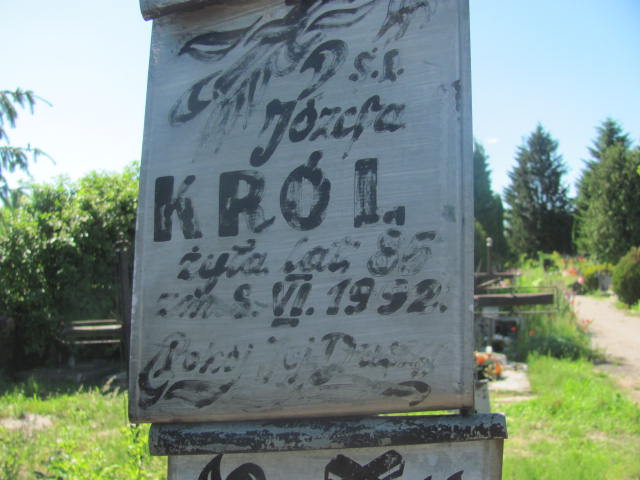 Ś.P.
Józefa
KRÓL
żyła lat 86
zm. 8. VI. 1992.
Pokój Jej Duszy